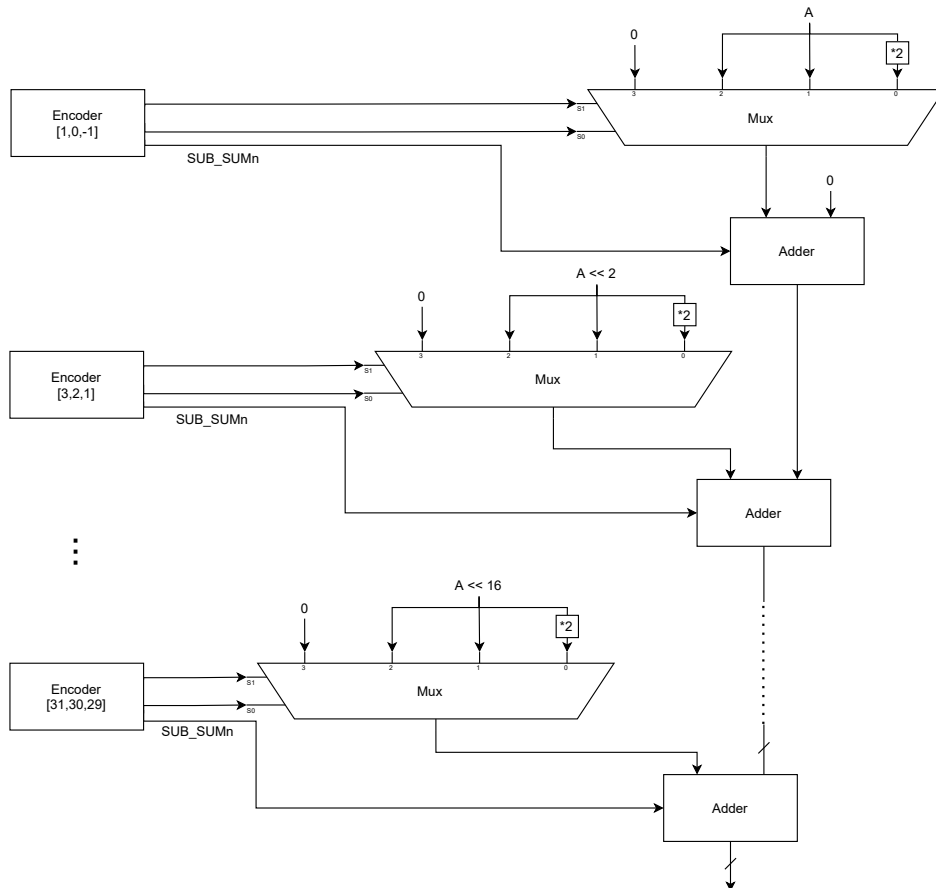 A
0
*2
3
2
1
0
Encoder
[1,0,-1]
S1
Mux
S0
SUB_SUMn
0
Adder
A << 2
0
*2
3
2
1
0
Encoder
[3,2,1]
S1
Mux
S0
SUB_SUMn
Adder
A << 16
0
*2
3
2
1
0
Encoder
[31,30,29]
S1
Mux
S0
SUB_SUMn
Adder